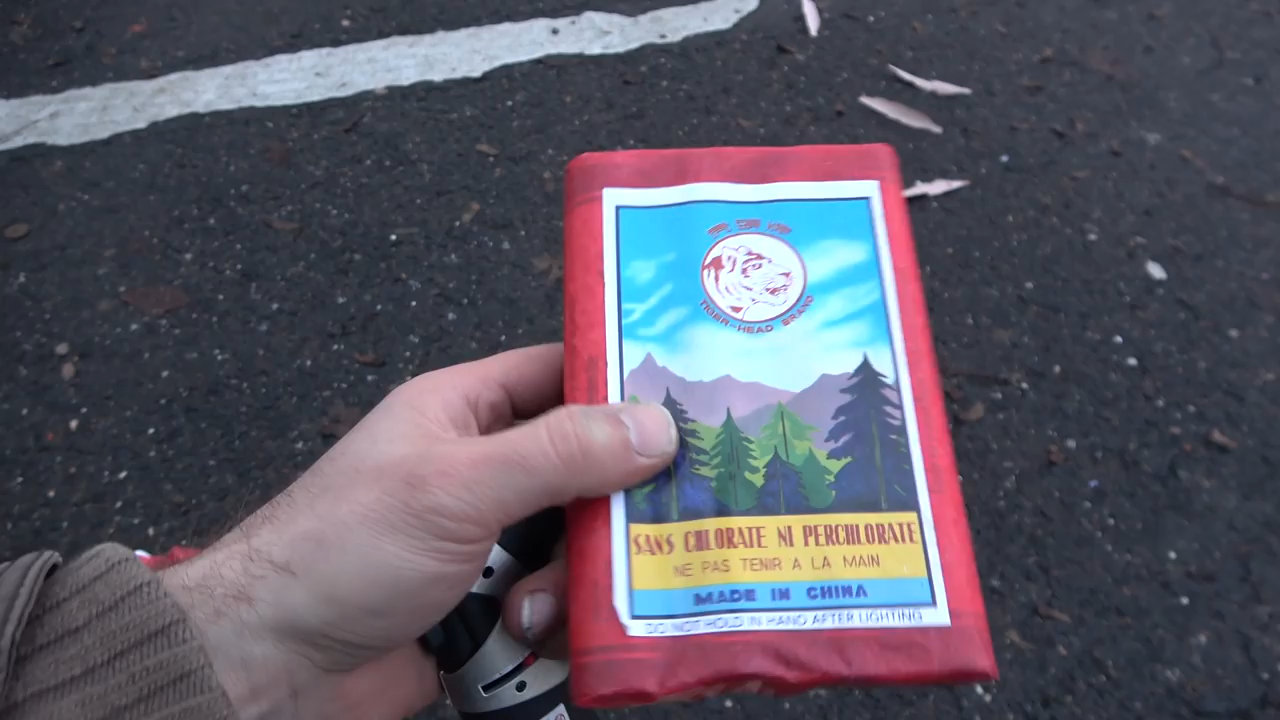 TIGER-HEAD BRAND
SANS CHLORATE NI PERCHLORATE
NE PAS TENIR A LA MAIN
MADE IN CHINA
DO NOT HOLD IN HAND AFTER LIGHTING